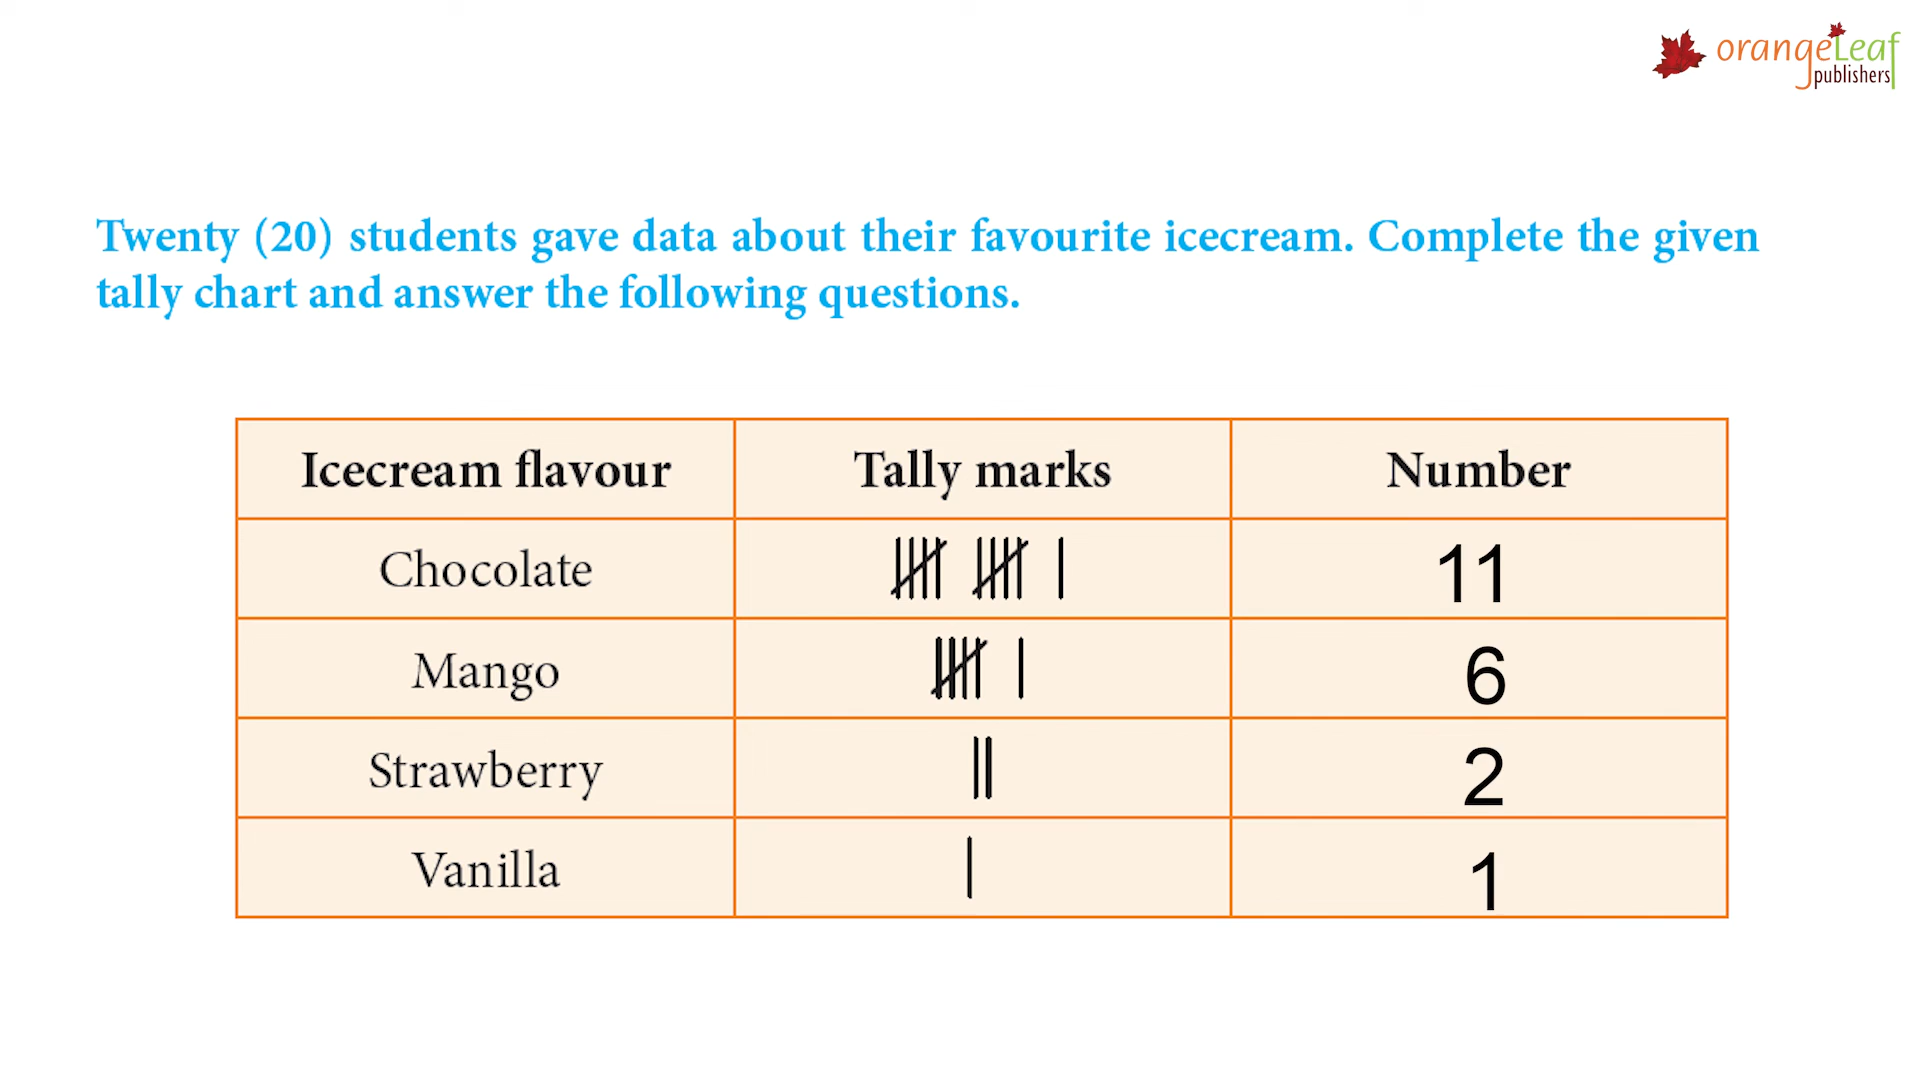 orangeLeaf
publishers
Twenty (20) students gave data about their favourite icecream. Complete the given
tally chart and answer the following questions.
Icecream flavour Tally marks Number
Chocolate 11
Mango 6
Strawberry 2
Vanilla 1